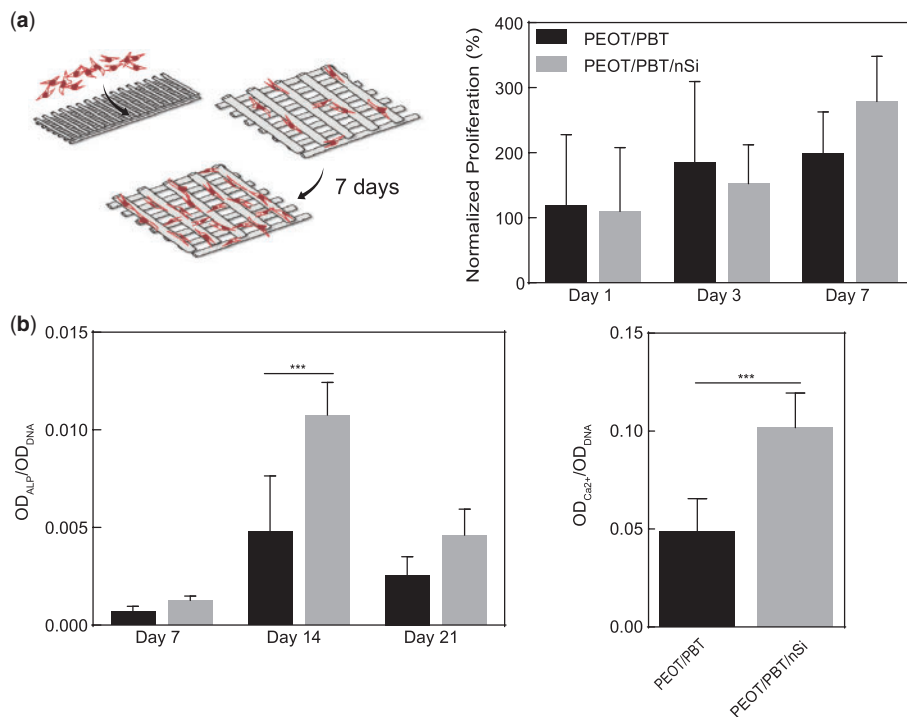 (a)
7 days
Normalized Proliferation (%)
400
300
200
100
0
PEOT/PBT
PEOT/PBT/nSi
Day 1 Day 3 Day 7
(b)
OD_ALP/OD_DNA
0.015
0.010
0.005
0.000
***
Day 7 Day 14 Day 21
OD_Ca2+/OD_DNA
0.15
0.10
0.05
0.00
***
PEOT/PBT
PEOT/PBT/nSi